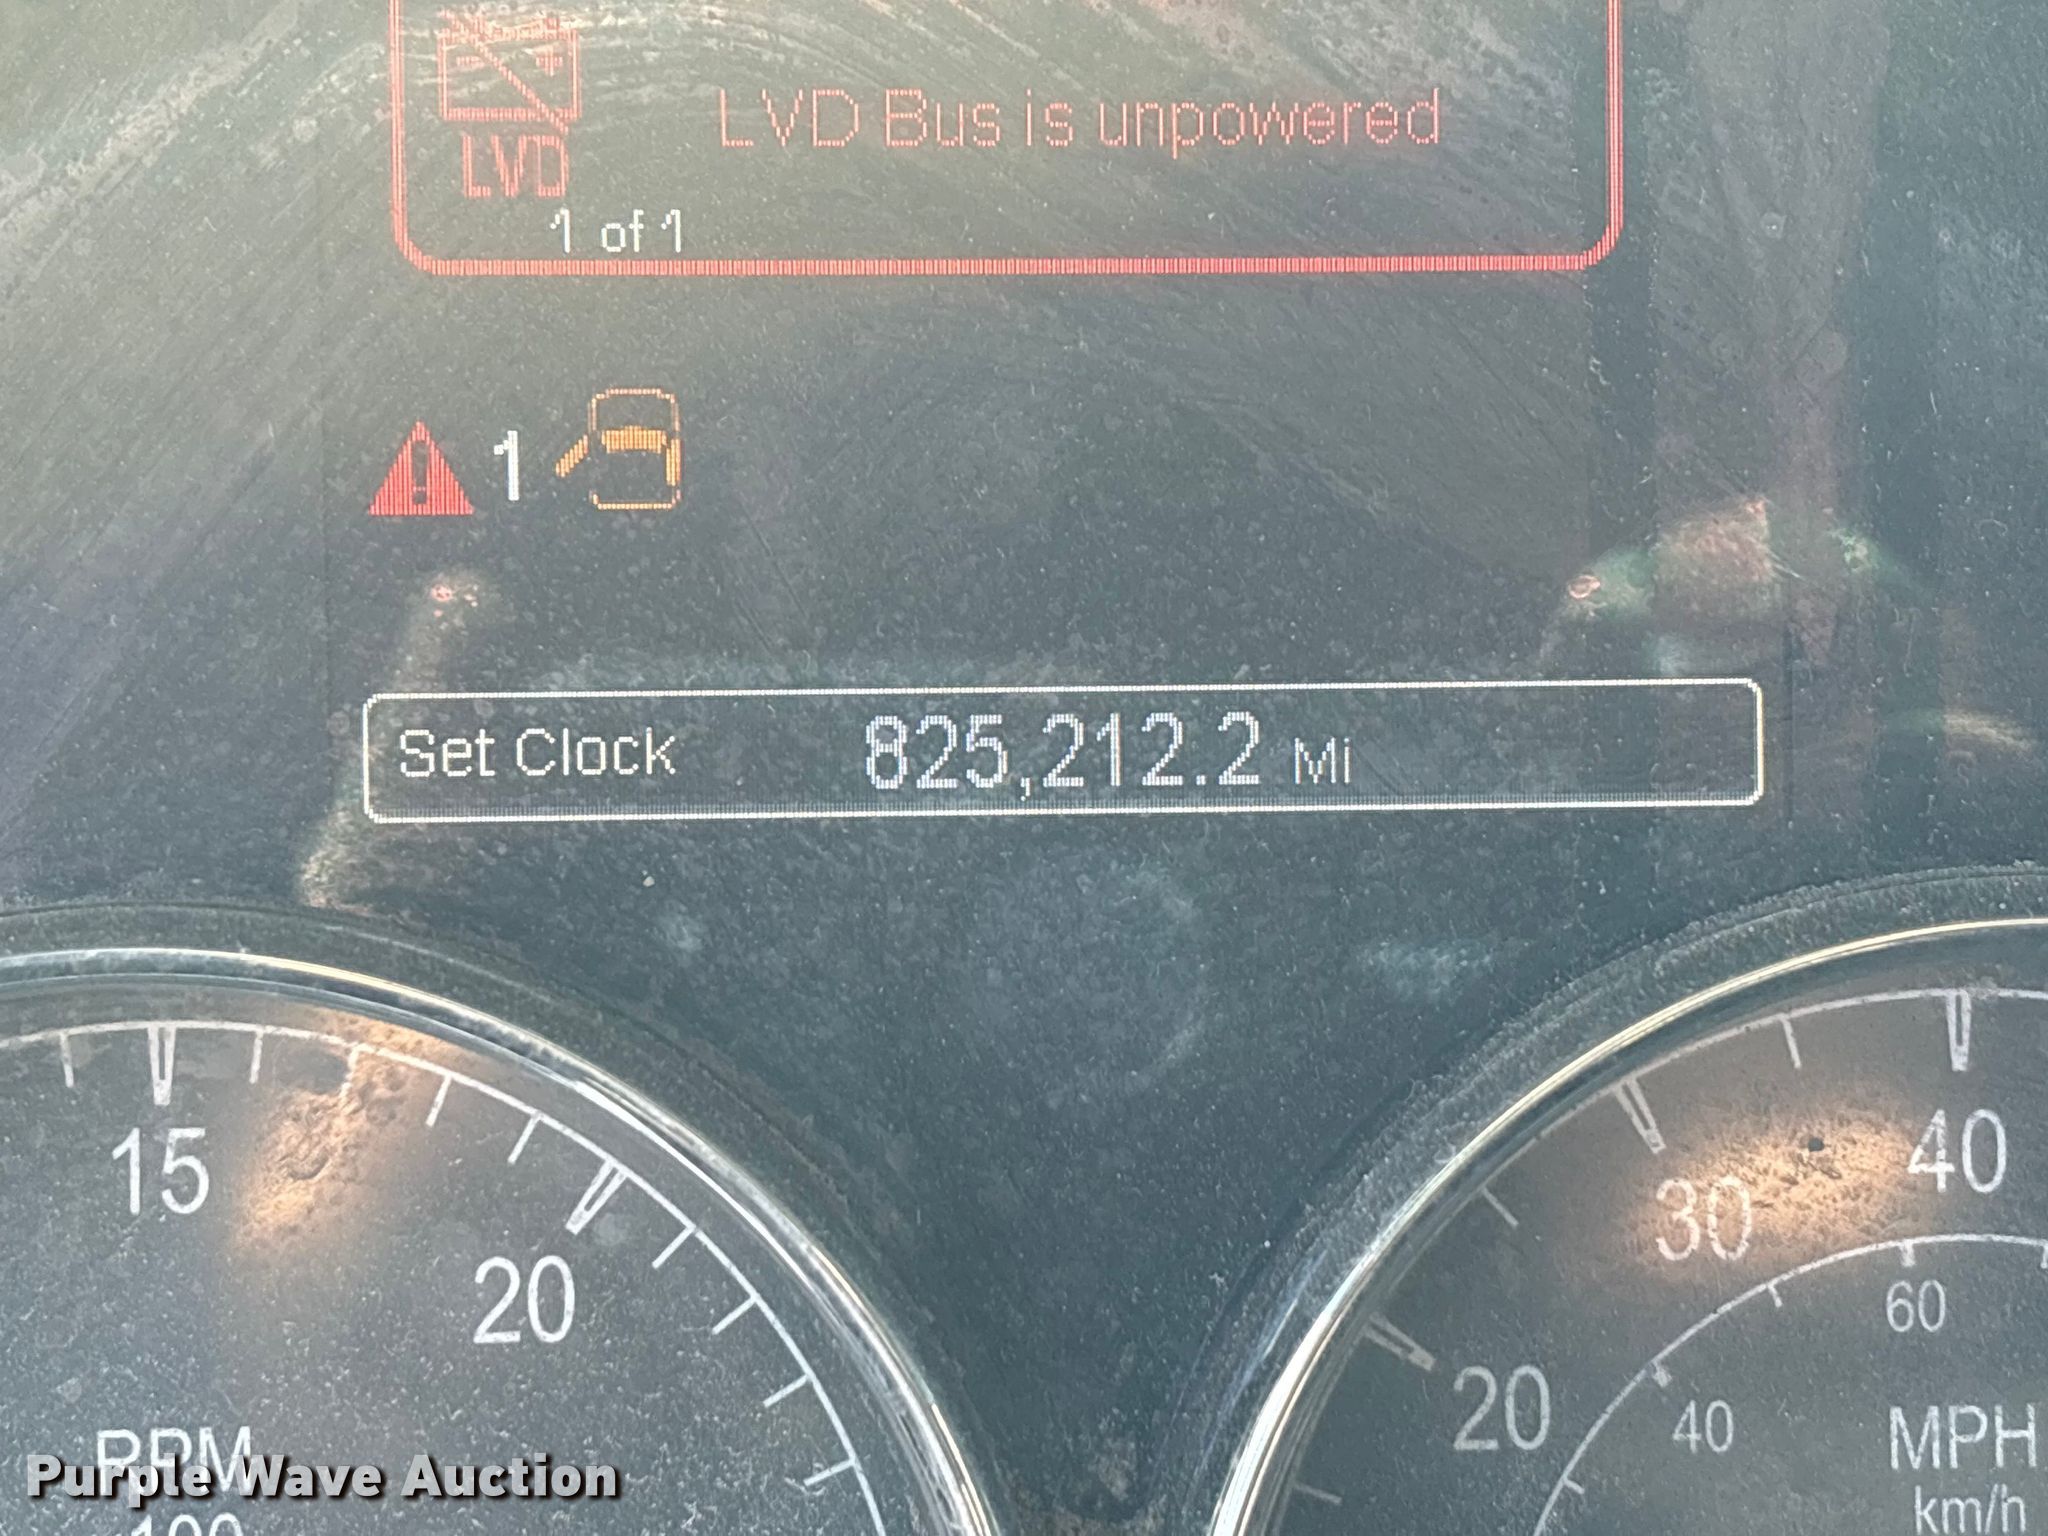 LVD Bus is unpowered
LVD
1 of 1
1
Set Clock 825,212.2 Mi
15
20
30
40
60
20
40
MPH
km/h
RPM
Purple Wave Auction
100